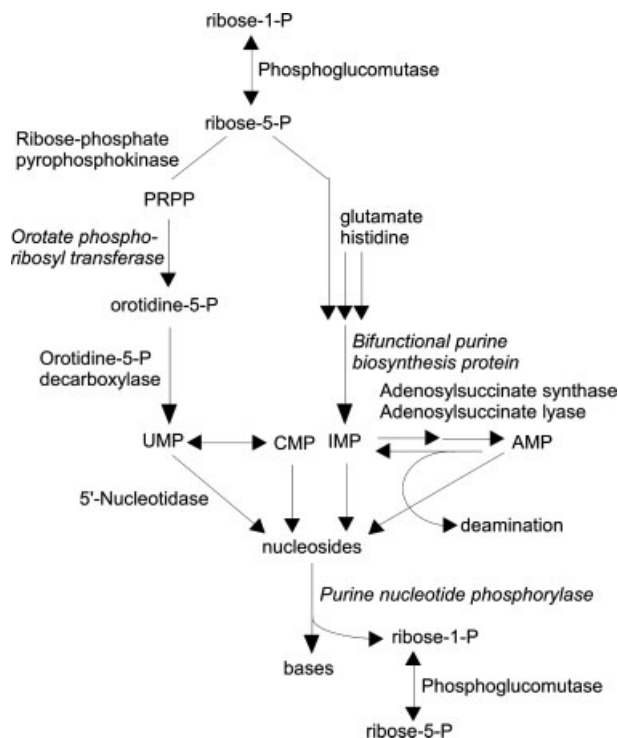 ribose-1-P
Phosphoglucomutase
ribose-5-P
Ribose-phosphate
pyrophosphokinase
PRPP
glutamate
histidine
Orotate phospho-
ribosyl transferase
orotidine-5-P
Bifunctional purine
biosynthesis protein
Orotidine-5-P
decarboxylase
Adenosylsuccinate synthase
Adenosylsuccinate lyase
UMP CMP IMP AMP
5'-Nucleotidase
deamination
nucleosides
Purine nucleotide phosphorylase
ribose-1-P
bases
Phosphoglucomutase
ribose-5-P